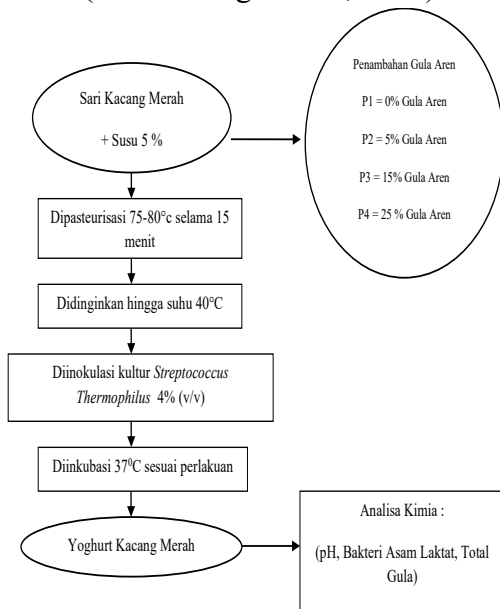 Sari Kacang Merah
+ Susu 5 %
Penambahan Gula Aren
P1 = 0% Gula Aren
P2 = 5% Gula Aren
P3 = 15% Gula Aren
P4 = 25 % Gula Aren
Dipasteurisasi 75-80°c selama 15
menit
Didinginkan hingga suhu 40°C
Diinokulasi kultur Streptococcus
Thermophilus 4% (v/v)
Diinkubasi 37⁰C sesuai perlakuan
Yoghurt Kacang Merah
Analisa Kimia :
(pH, Bakteri Asam Laktat, Total
Gula)